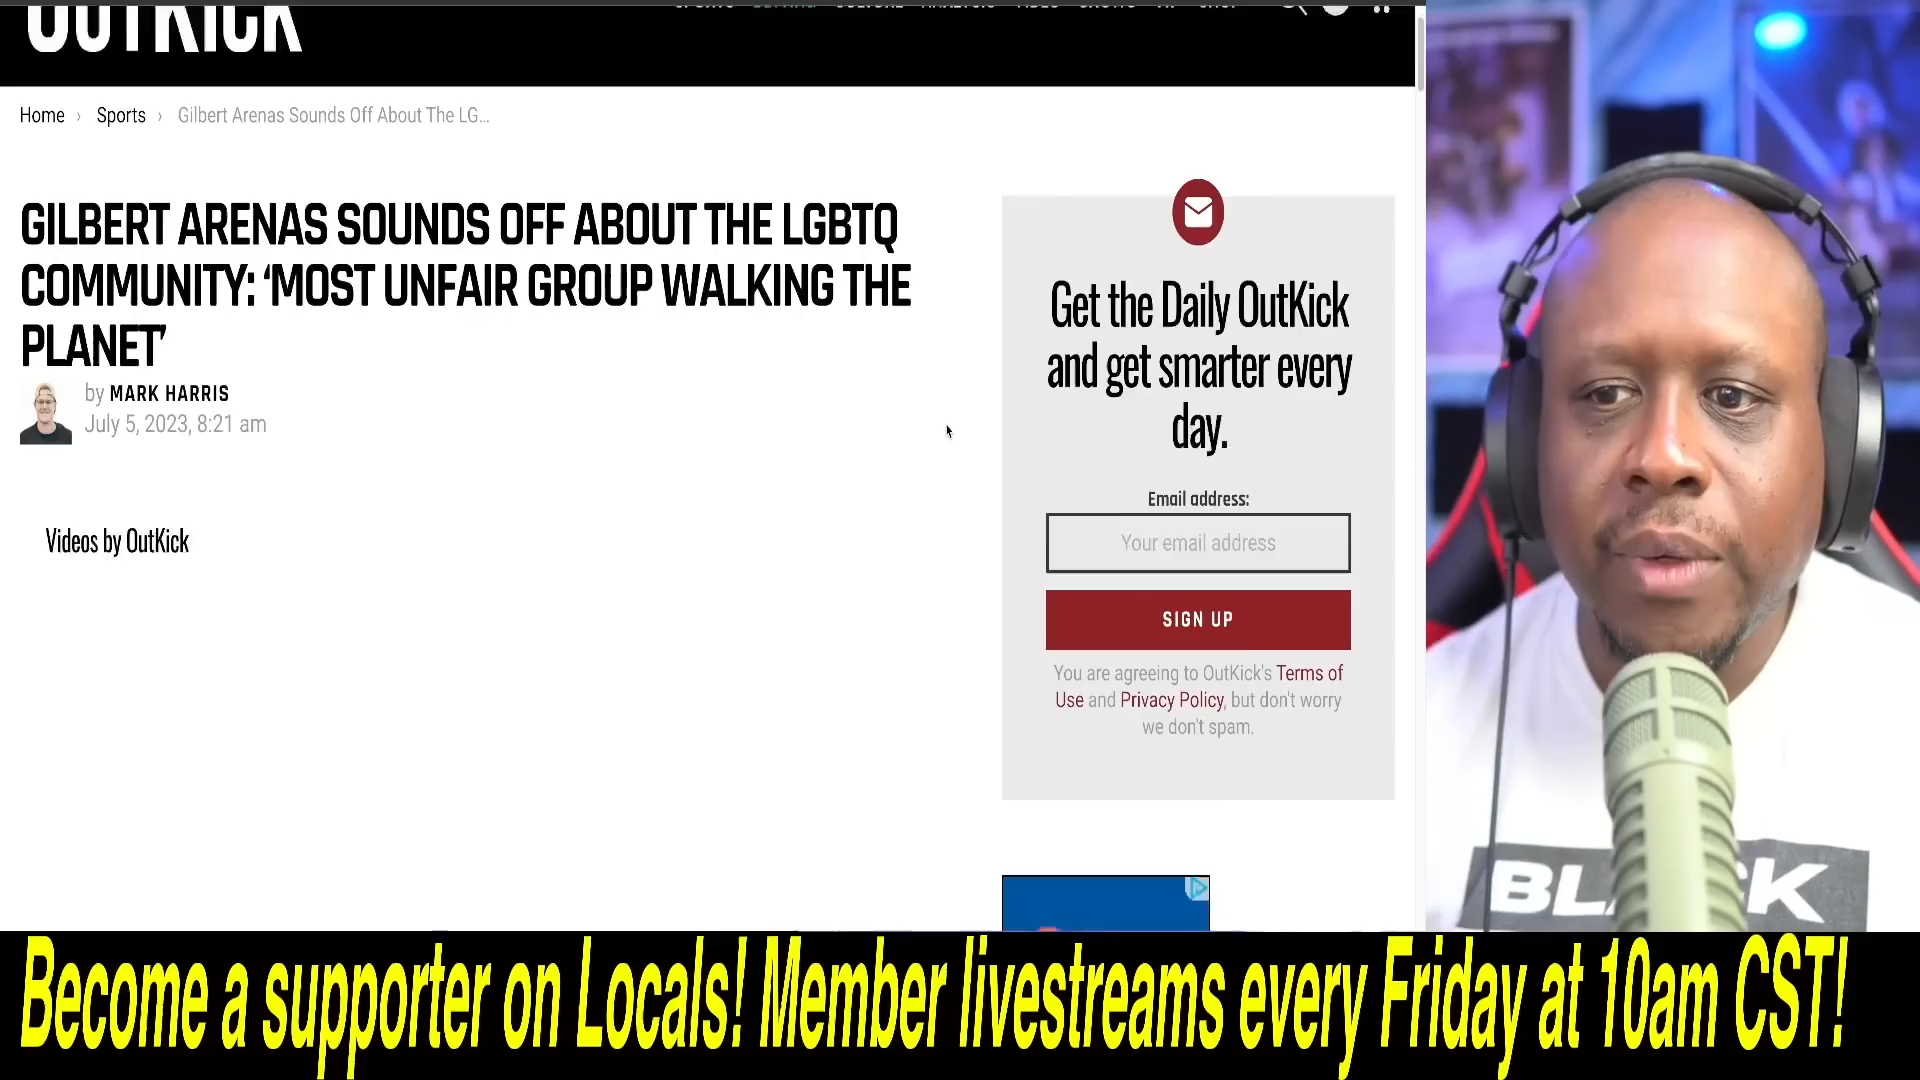 OUTKICK
Home › Sports › Gilbert Arenas Sounds Off About The LG...
GILBERT ARENAS SOUNDS OFF ABOUT THE LGBTQ
COMMUNITY: ‘MOST UNFAIR GROUP WALKING THE
PLANET’
by MARK HARRIS
July 5, 2023, 8:21 am
Videos by OutKick
Get the Daily OutKick
and get smarter every
day.
Email address:
Your email address
SIGN UP
You are agreeing to OutKick's Terms of
Use and Privacy Policy, but don't worry
we don't spam.
Become a supporter on Locals! Member livestreams every Friday at 10am CST!